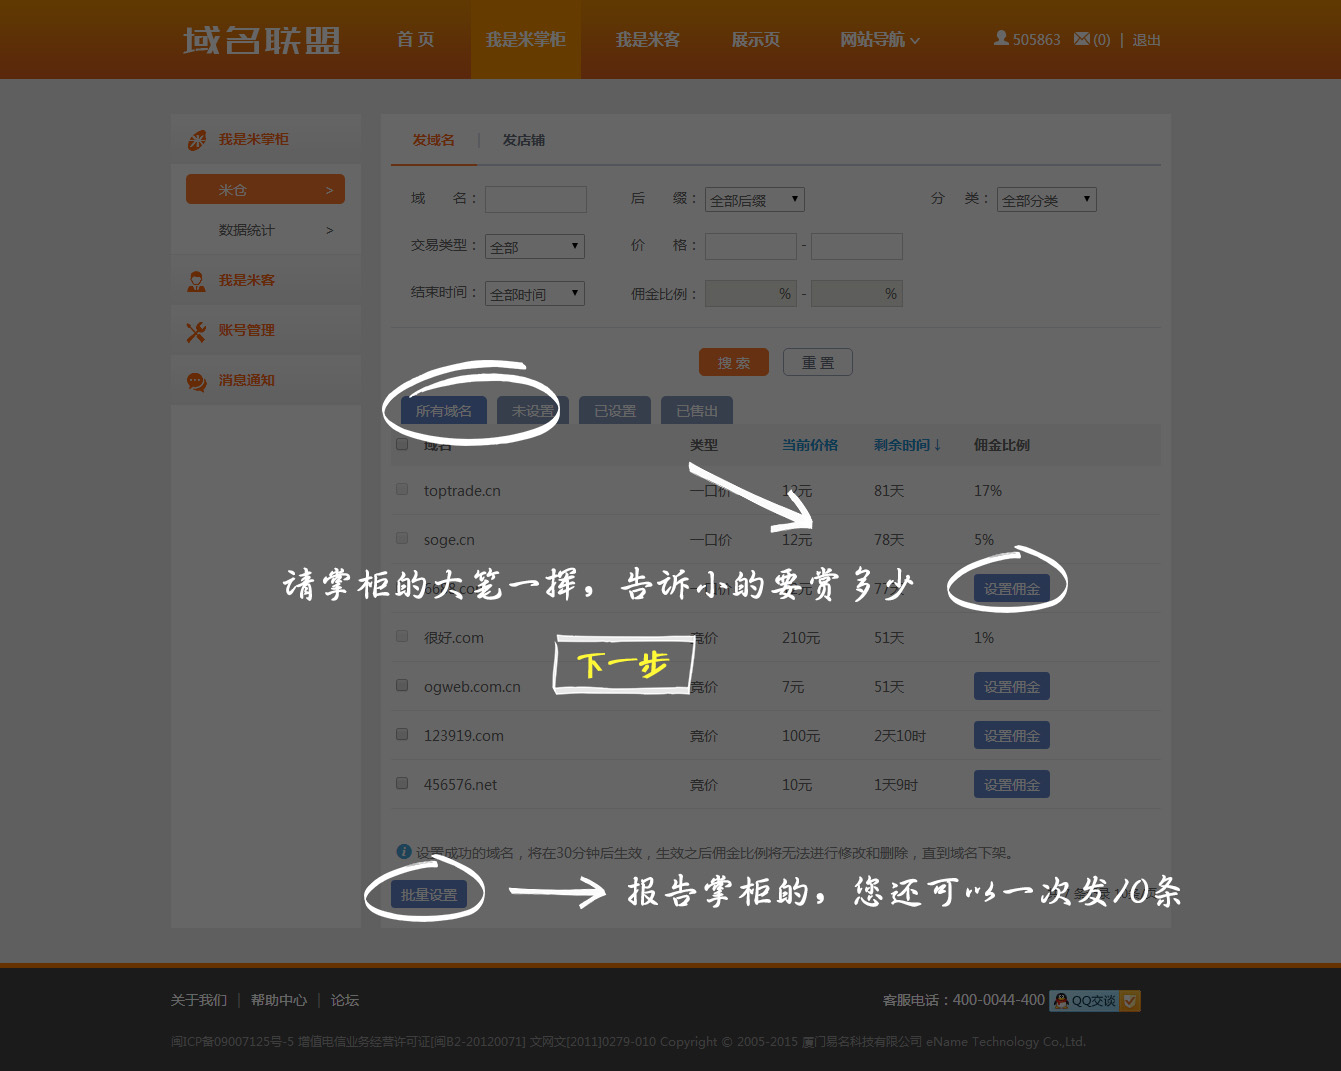 域名联盟 首 页 我是米掌柜 我是米客 展示页 网站导航 505863 (0) | 退出
我是米掌柜
米仓 >
数据统计 >
我是米客
账号管理
消息通知
发域名 | 发店铺
域 名： 后 缀： 全部后缀 分 类： 全部分类
交易类型： 全部 价 格： -
结束时间： 全部时间 佣金比例： % - %
搜 索 重 置
所有域名 未设置 已设置 已售出
域名 类型 当前价格 剩余时间↓ 佣金比例
toptrade.cn 一口价 12元 81天 17%
soge.cn 一口价 12元 78天 5%
设置佣金
请掌柜的大笔一挥，告诉小的要赏多少
很好.com 竟价 210元 51天 1%
下一步
ogweb.com.cn 竟价 7元 51天 设置佣金
123919.com 竟价 100元 2天10时 设置佣金
456576.net 竟价 10元 1天9时 设置佣金
设置成功的域名，将在30分钟后生效，生效之后佣金比例将无法进行修改和删除，直到域名下架。
批量设置
报告掌柜的，您还可以一次发10条
关于我们 | 帮助中心 | 论坛 客服电话：400-0044-400 QQ交谈
闽ICP备09007125号-5 增值电信业务经营许可证[闽B2-20120071] 文网文[2011]0279-010 Copyright © 2005-2015 厦门易名科技有限公司 eName Technology Co.,Ltd.